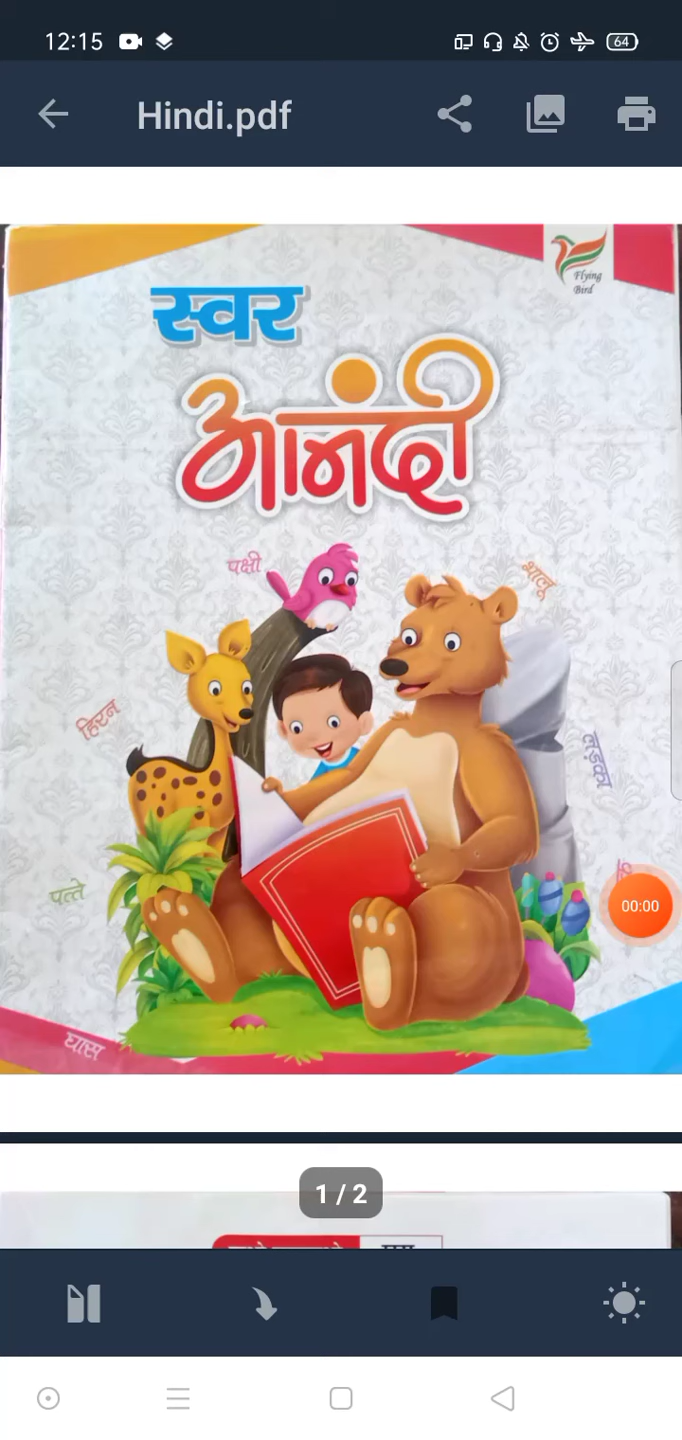 12:15
64
Hindi.pdf
Flying
Bird
स्वर
आनंदी
पक्षी
भालू
हिरन
लड़का
पत्ते
00:00
घास
1 / 2